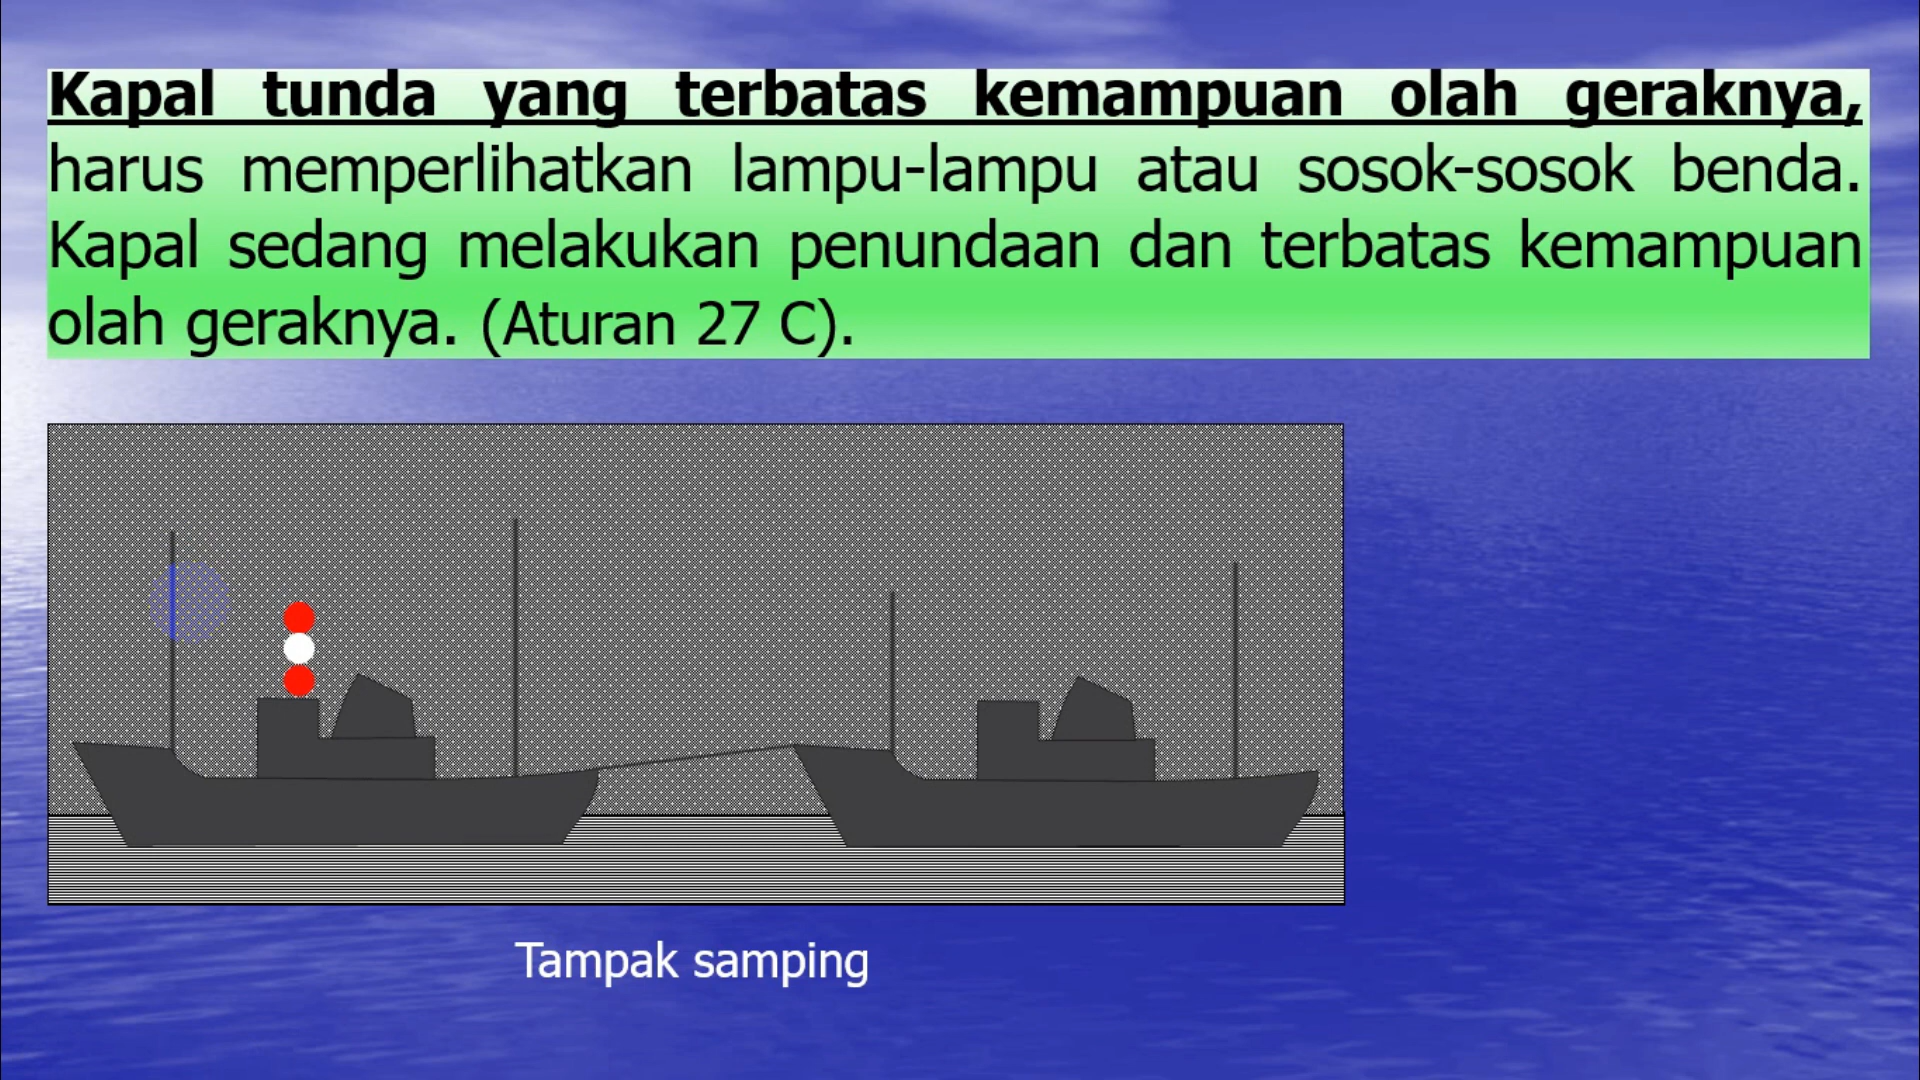 Kapal tunda yang terbatas kemampuan olah geraknya,
harus memperlihatkan lampu-lampu atau sosok-sosok benda.
Kapal sedang melakukan penundaan dan terbatas kemampuan
olah geraknya. (Aturan 27 C).
Tampak samping